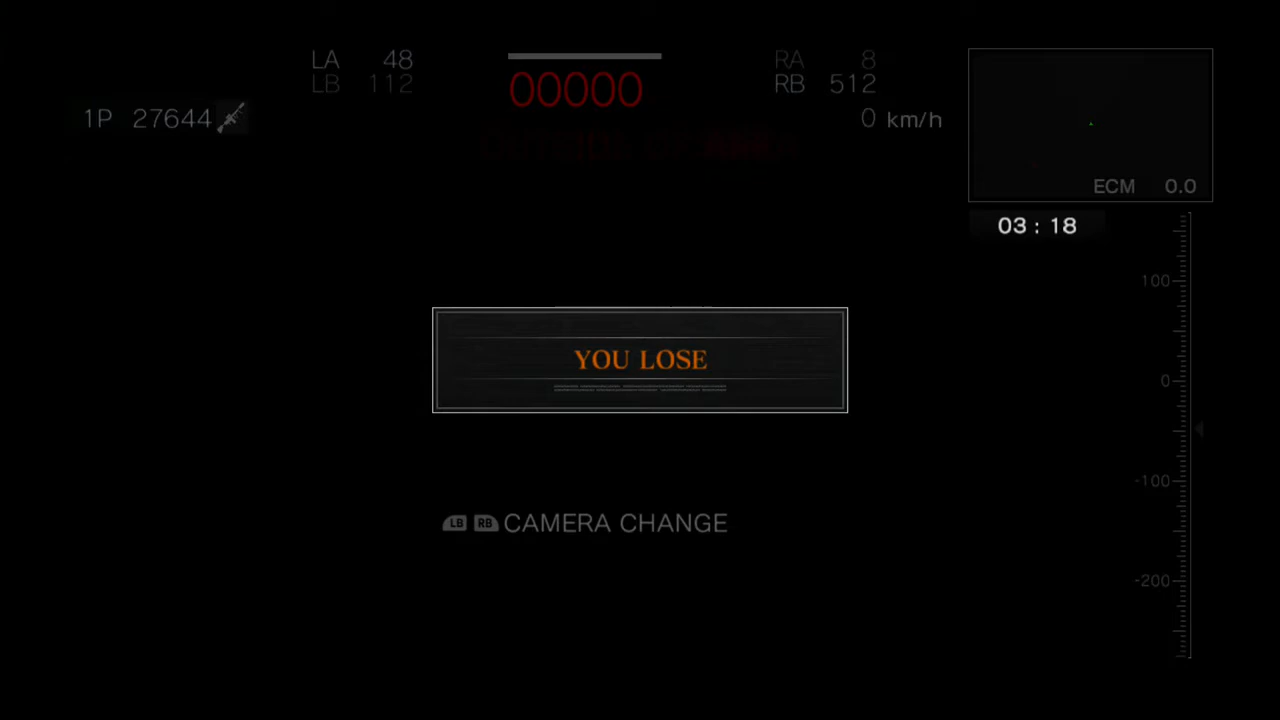 LA 48
LB 112
00000
RA 8
RB 512
1P 27644
0 km/h
ECM 0.0
03 : 18
100
0
-100
-200
YOU LOSE
LB RB CAMERA CHANGE